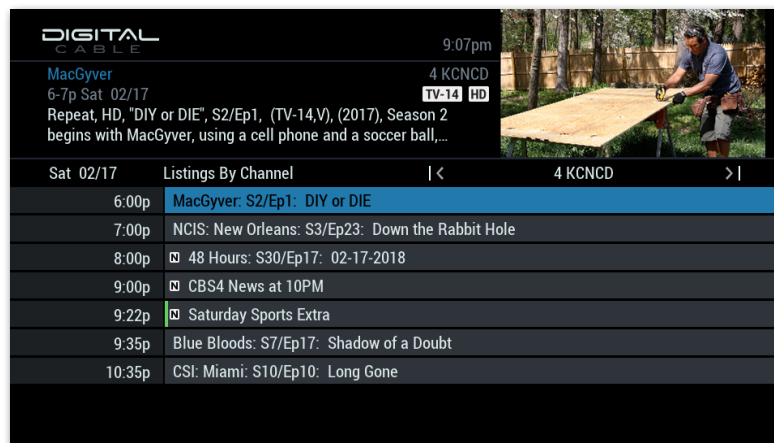 DIGITAL
CABLE
9:07pm
MacGyver 4 KCNCD
6-7p Sat 02/17 TV-14 HD
Repeat, HD, "DIY or DIE", S2/Ep1, (TV-14,V), (2017), Season 2
begins with MacGyver, using a cell phone and a soccer ball,...
Sat 02/17 Listings By Channel |< 4 KCNCD >|
6:00p MacGyver: S2/Ep1: DIY or DIE
7:00p NCIS: New Orleans: S3/Ep23: Down the Rabbit Hole
8:00p N 48 Hours: S30/Ep17: 02-17-2018
9:00p N CBS4 News at 10PM
9:22p N Saturday Sports Extra
9:35p Blue Bloods: S7/Ep17: Shadow of a Doubt
10:35p CSI: Miami: S10/Ep10: Long Gone